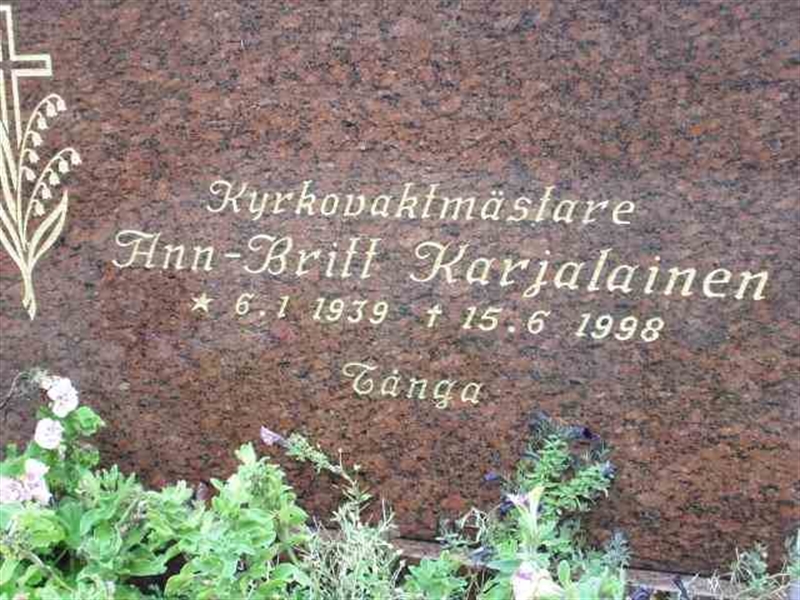 Kyrkovaktmästare
Ann-Britt Karjalainen
★ 6.1 1939 † 15.6 1998
Tånga